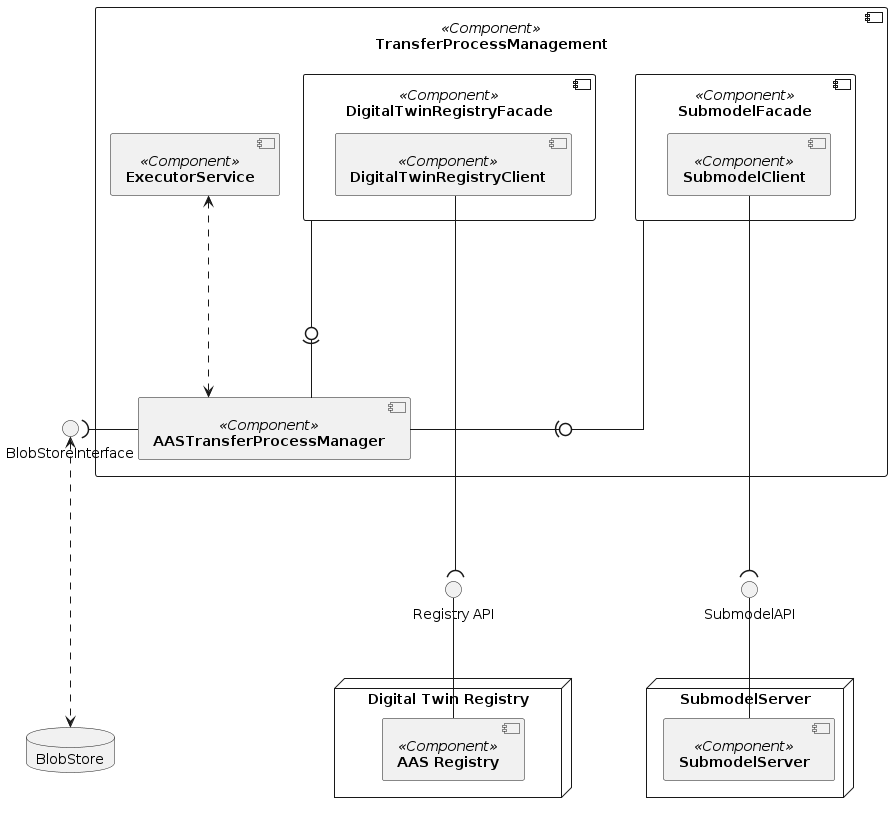 «Component»
TransferProcessManagement
«Component»
DigitalTwinRegistryFacade
«Component»
SubmodelFacade
«Component»
ExecutorService
«Component»
DigitalTwinRegistryClient
«Component»
SubmodelClient
«Component»
AASTransferProcessManager
BlobStoreInterface
Registry API
SubmodelAPI
Digital Twin Registry
SubmodelServer
«Component»
AAS Registry
«Component»
SubmodelServer
BlobStore